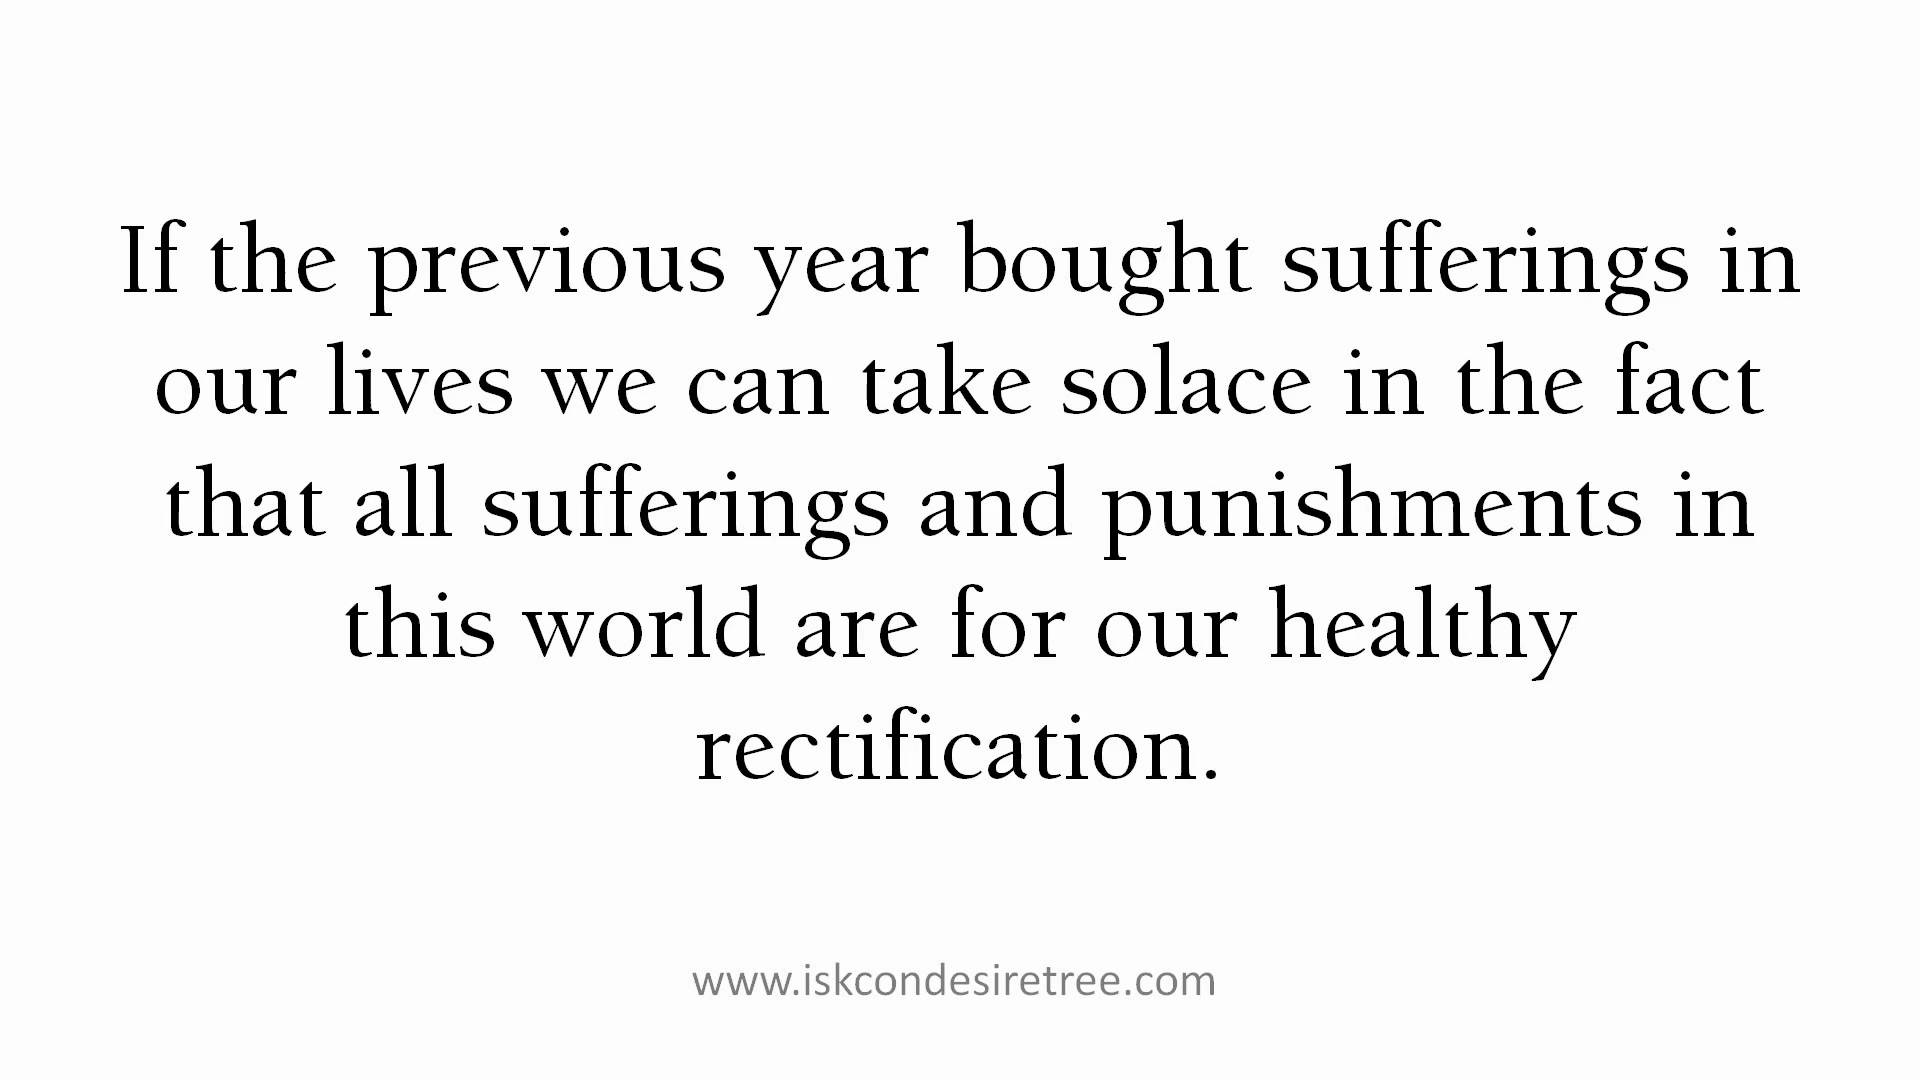 If the previous year bought sufferings in
our lives we can take solace in the fact
that all sufferings and punishments in
this world are for our healthy
rectification.
www.iskcondesiretree.com